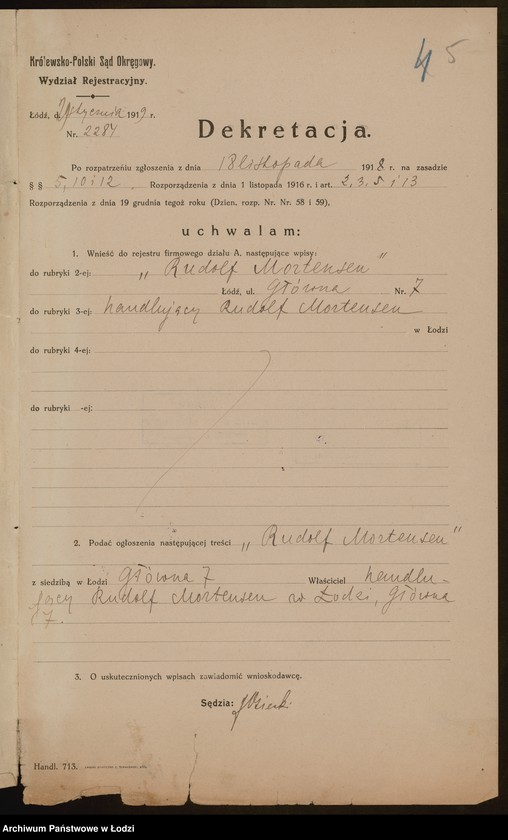 45
Królewsko-Polski Sąd Okręgowy.
Wydział Rejestracyjny.
Łódź, d. stycznia 1919 r.
Nr. 2284
Dekretacja.
Po rozpatrzeniu zgłoszenia z dnia 18 listopada 1918 r. na zasadzie
§ § 5, 10 i 12 Rozporządzenia z dnia 1 listopada 1916 r. i art. 2, 3, 5 i 13
Rozporządzenia z dnia 19 grudnia tegoż roku (Dzien. rozp. Nr. Nr. 58 i 59),
uchwalam:
1. Wnieść do rejestru firmowego działu A. następujące wpisy:
do rubryki 2-ej: „Rudolf Mortensen"
Łódź, ul. Główna Nr. 7
do rubryki 3-ej: handlujący Rudolf Mortensen
w Łodzi
do rubryki 4-ej:
do rubryki -ej:
2. Podać ogłoszenia następującej treści „Rudolf Mortensen"
z siedzibą w Łodzi Główna 7 Właściciel handlu-
jący Rudolf Mortensen w Łodzi, Główna
7.
3. O uskutecznionych wpisach zawiadomić wnioskodawcę.
Sędzia:
Handl. 713.
Archiwum Państwowe w Łodzi